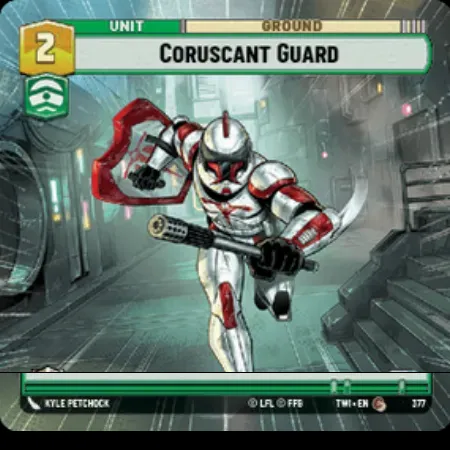 UNIT
GROUND
2
CORUSCANT GUARD
KYLE PETCHOCK
© LFL ℗ FFG
TWI • EN
377